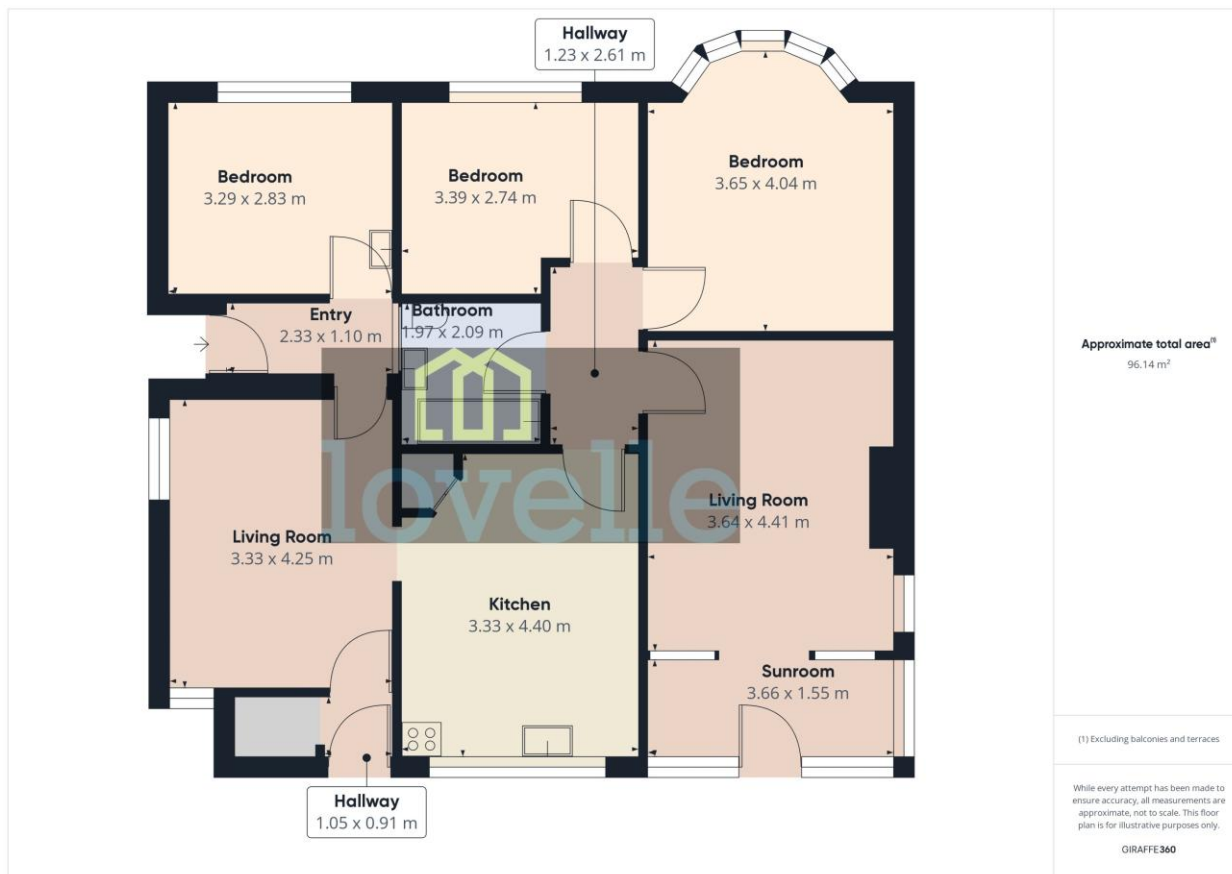 Hallway
1.23 x 2.61 m
Bedroom
3.29 x 2.83 m
Bedroom
3.39 x 2.74 m
Bedroom
3.65 x 4.04 m
Entry
2.33 x 1.10 m
Bathroom
1.97 x 2.09 m
lovelle
Living Room
3.33 x 4.25 m
Living Room
3.64 x 4.41 m
Kitchen
3.33 x 4.40 m
Sunroom
3.66 x 1.55 m
Hallway
1.05 x 0.91 m
Approximate total area(1)
96.14 m²
(1) Excluding balconies and terraces
While every attempt has been made to
ensure accuracy, all measurements are
approximate, not to scale. This floor
plan is for illustrative purposes only.
GIRAFFE360